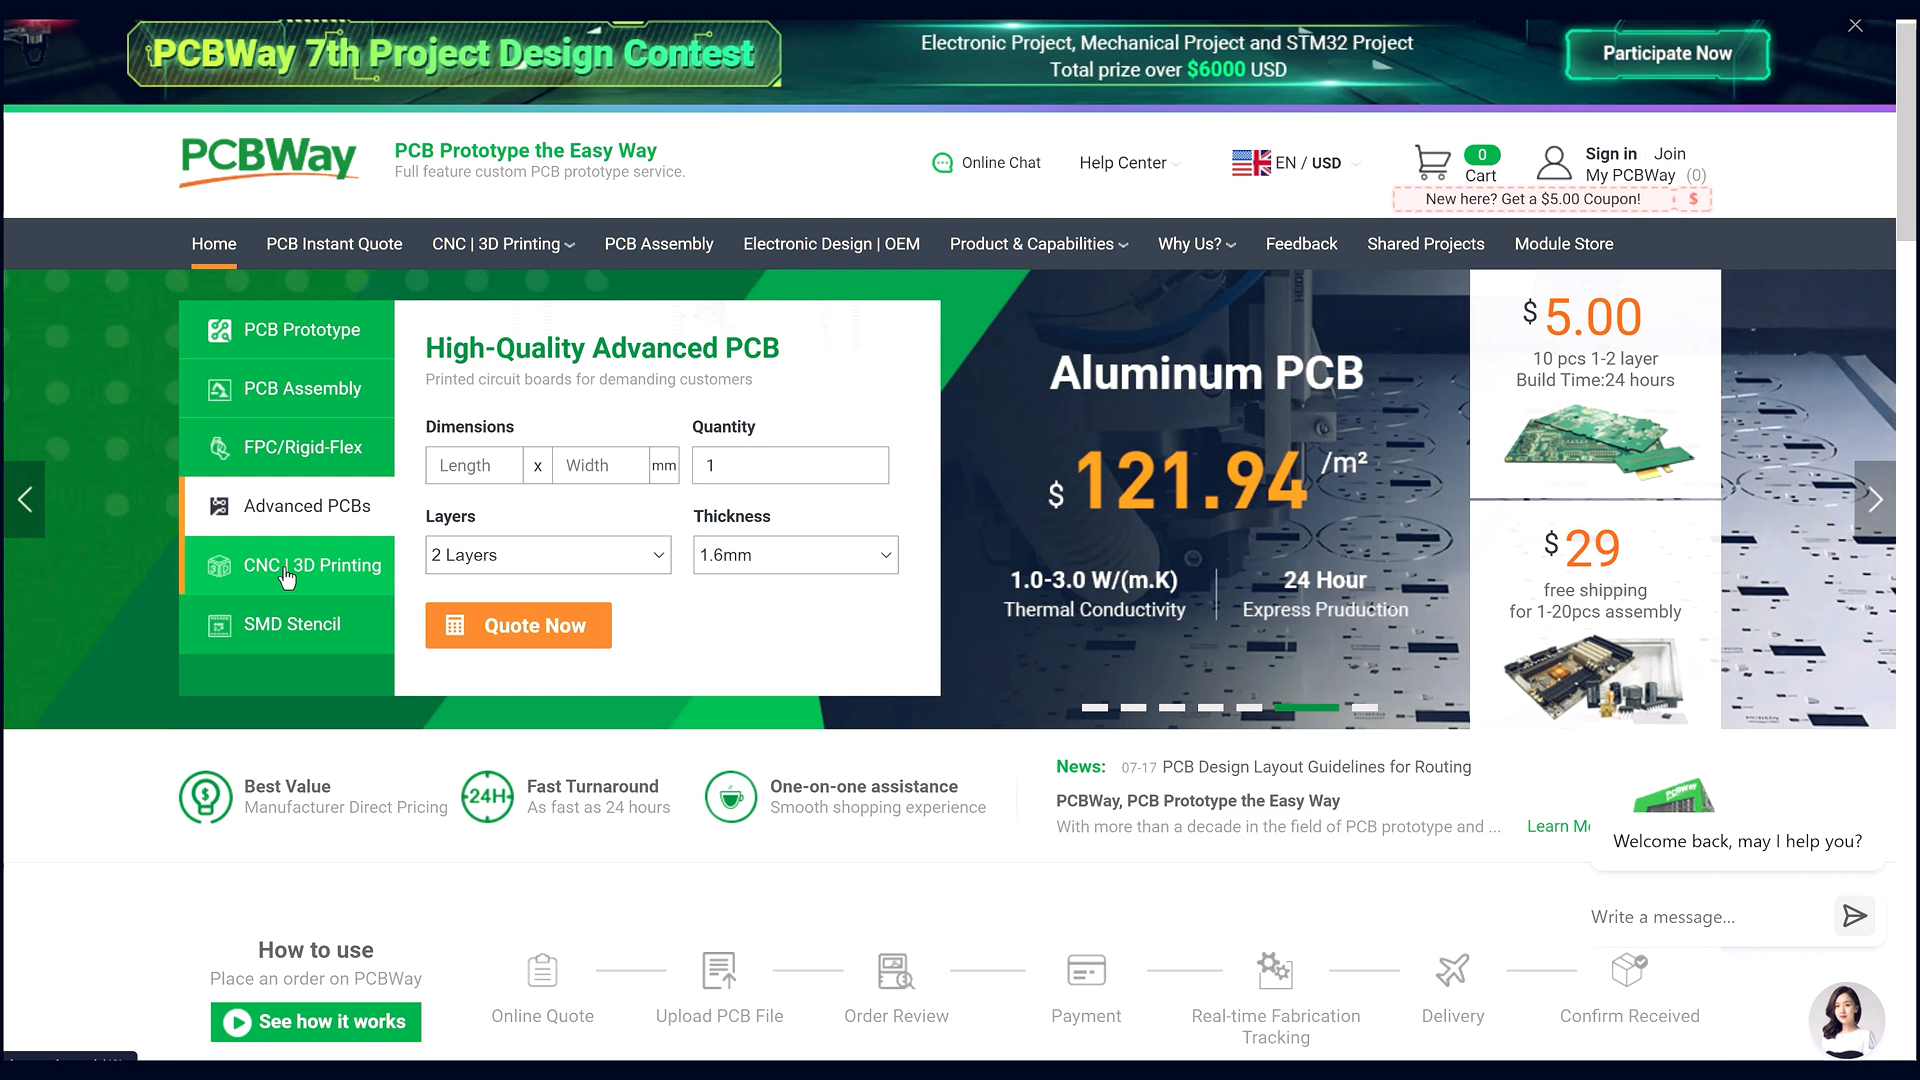 PCBWay 7th Project Design Contest
Electronic Project, Mechanical Project and STM32 Project
Total prize over $6000 USD
Participate Now
PCBWay
PCB Prototype the Easy Way
Full feature custom PCB prototype service.
Online Chat
Help Center
EN / USD
0
Cart
Sign in Join
My PCBWay (0)
New here? Get a $5.00 Coupon!
$
Home
PCB Instant Quote
CNC | 3D Printing
PCB Assembly
Electronic Design | OEM
Product & Capabilities
Why Us?
Feedback
Shared Projects
Module Store
PCB Prototype
PCB Assembly
FPC/Rigid-Flex
Advanced PCBs
CNC | 3D Printing
SMD Stencil
High-Quality Advanced PCB
Printed circuit boards for demanding customers
Dimensions
Quantity
Length
x
Width
mm
1
Layers
Thickness
2 Layers
1.6mm
Quote Now
Aluminum PCB
$ 121.94 /m²
1.0-3.0 W/(m.K)
Thermal Conductivity
24 Hour
Express Pruduction
$ 5.00
10 pcs 1-2 layer
Build Time:24 hours
$ 29
free shipping
for 1-20pcs assembly
Best Value
Manufacturer Direct Pricing
24H
Fast Turnaround
As fast as 24 hours
One-on-one assistance
Smooth shopping experience
News: 07-17 PCB Design Layout Guidelines for Routing
PCBWay, PCB Prototype the Easy Way
With more than a decade in the field of PCB prototype and ...
Learn Mo
PCBWay
Welcome back, may I help you?
Write a message...
How to use
Place an order on PCBWay
See how it works
Online Quote
Upload PCB File
Order Review
Payment
Real-time Fabrication
Tracking
Delivery
Confirm Received